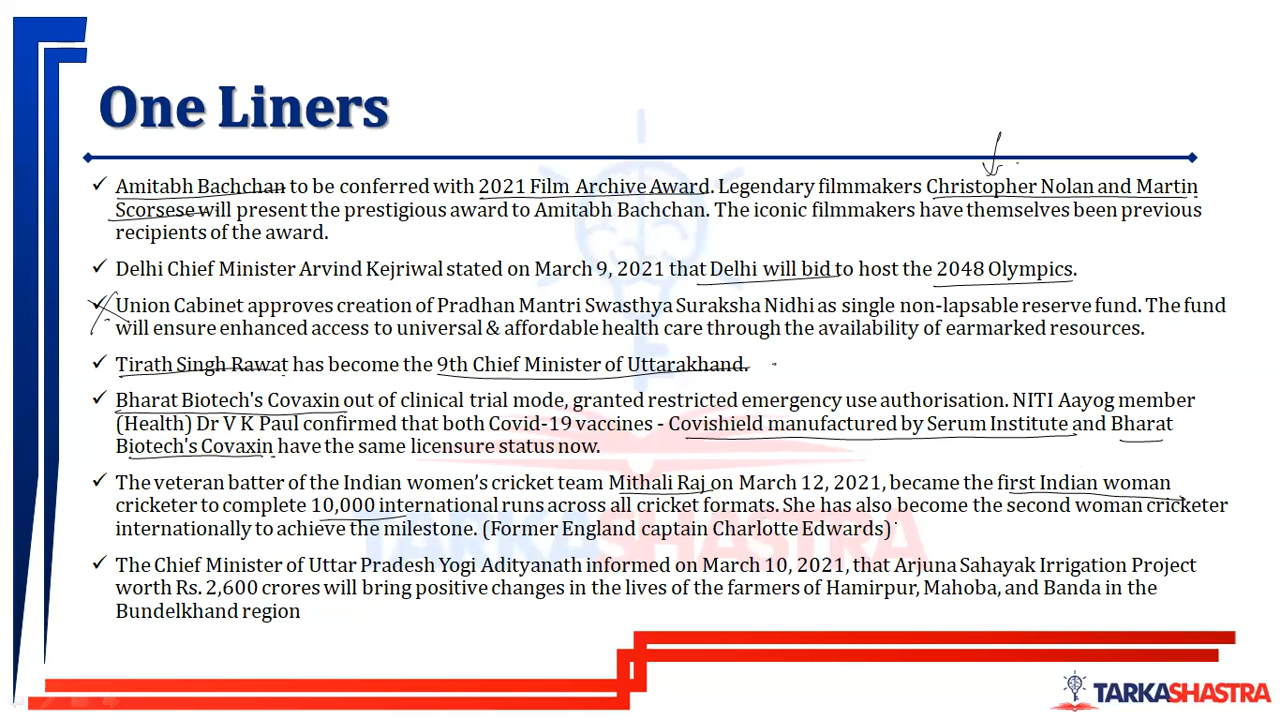 One Liners
✓ Amitabh Bachchan to be conferred with 2021 Film Archive Award. Legendary filmmakers Christopher Nolan and Martin
Scorsese will present the prestigious award to Amitabh Bachchan. The iconic filmmakers have themselves been previous
recipients of the award.
✓ Delhi Chief Minister Arvind Kejriwal stated on March 9, 2021 that Delhi will bid to host the 2048 Olympics.
✓ Union Cabinet approves creation of Pradhan Mantri Swasthya Suraksha Nidhi as single non-lapsable reserve fund. The fund
will ensure enhanced access to universal & affordable health care through the availability of earmarked resources.
✓ Tirath Singh Rawat has become the 9th Chief Minister of Uttarakhand.
✓ Bharat Biotech's Covaxin out of clinical trial mode, granted restricted emergency use authorisation. NITI Aayog member
(Health) Dr V K Paul confirmed that both Covid-19 vaccines - Covishield manufactured by Serum Institute and Bharat
Biotech's Covaxin have the same licensure status now.
✓ The veteran batter of the Indian women’s cricket team Mithali Raj on March 12, 2021, became the first Indian woman
cricketer to complete 10,000 international runs across all cricket formats. She has also become the second woman cricketer
internationally to achieve the milestone. (Former England captain Charlotte Edwards)
✓ The Chief Minister of Uttar Pradesh Yogi Adityanath informed on March 10, 2021, that Arjuna Sahayak Irrigation Project
worth Rs. 2,600 crores will bring positive changes in the lives of the farmers of Hamirpur, Mahoba, and Banda in the
Bundelkhand region
TARKASHASTRA
TARKASHASTRA